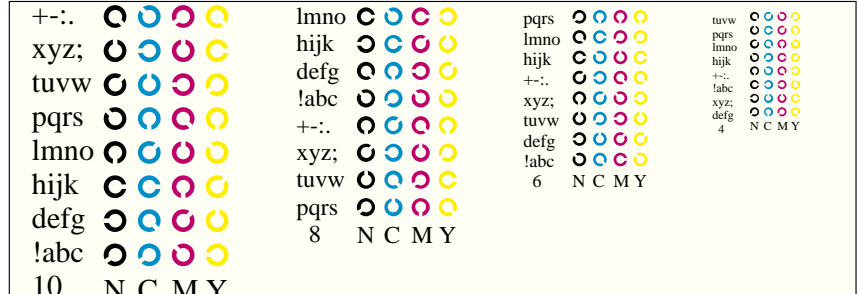 +-:.
xyz;
tuvw
pqrs
lmno
hijk
defg
!abc
10 N C M Y
lmno
hijk
defg
!abc
+-:.
xyz;
tuvw
pqrs
8 N C M Y
pqrs
lmno
hijk
+-:.
xyz;
tuvw
defg
!abc
6 N C M Y
tuvw
pqrs
lmno
hijk
+-:.
!abc
xyz;
defg
4 N C M Y